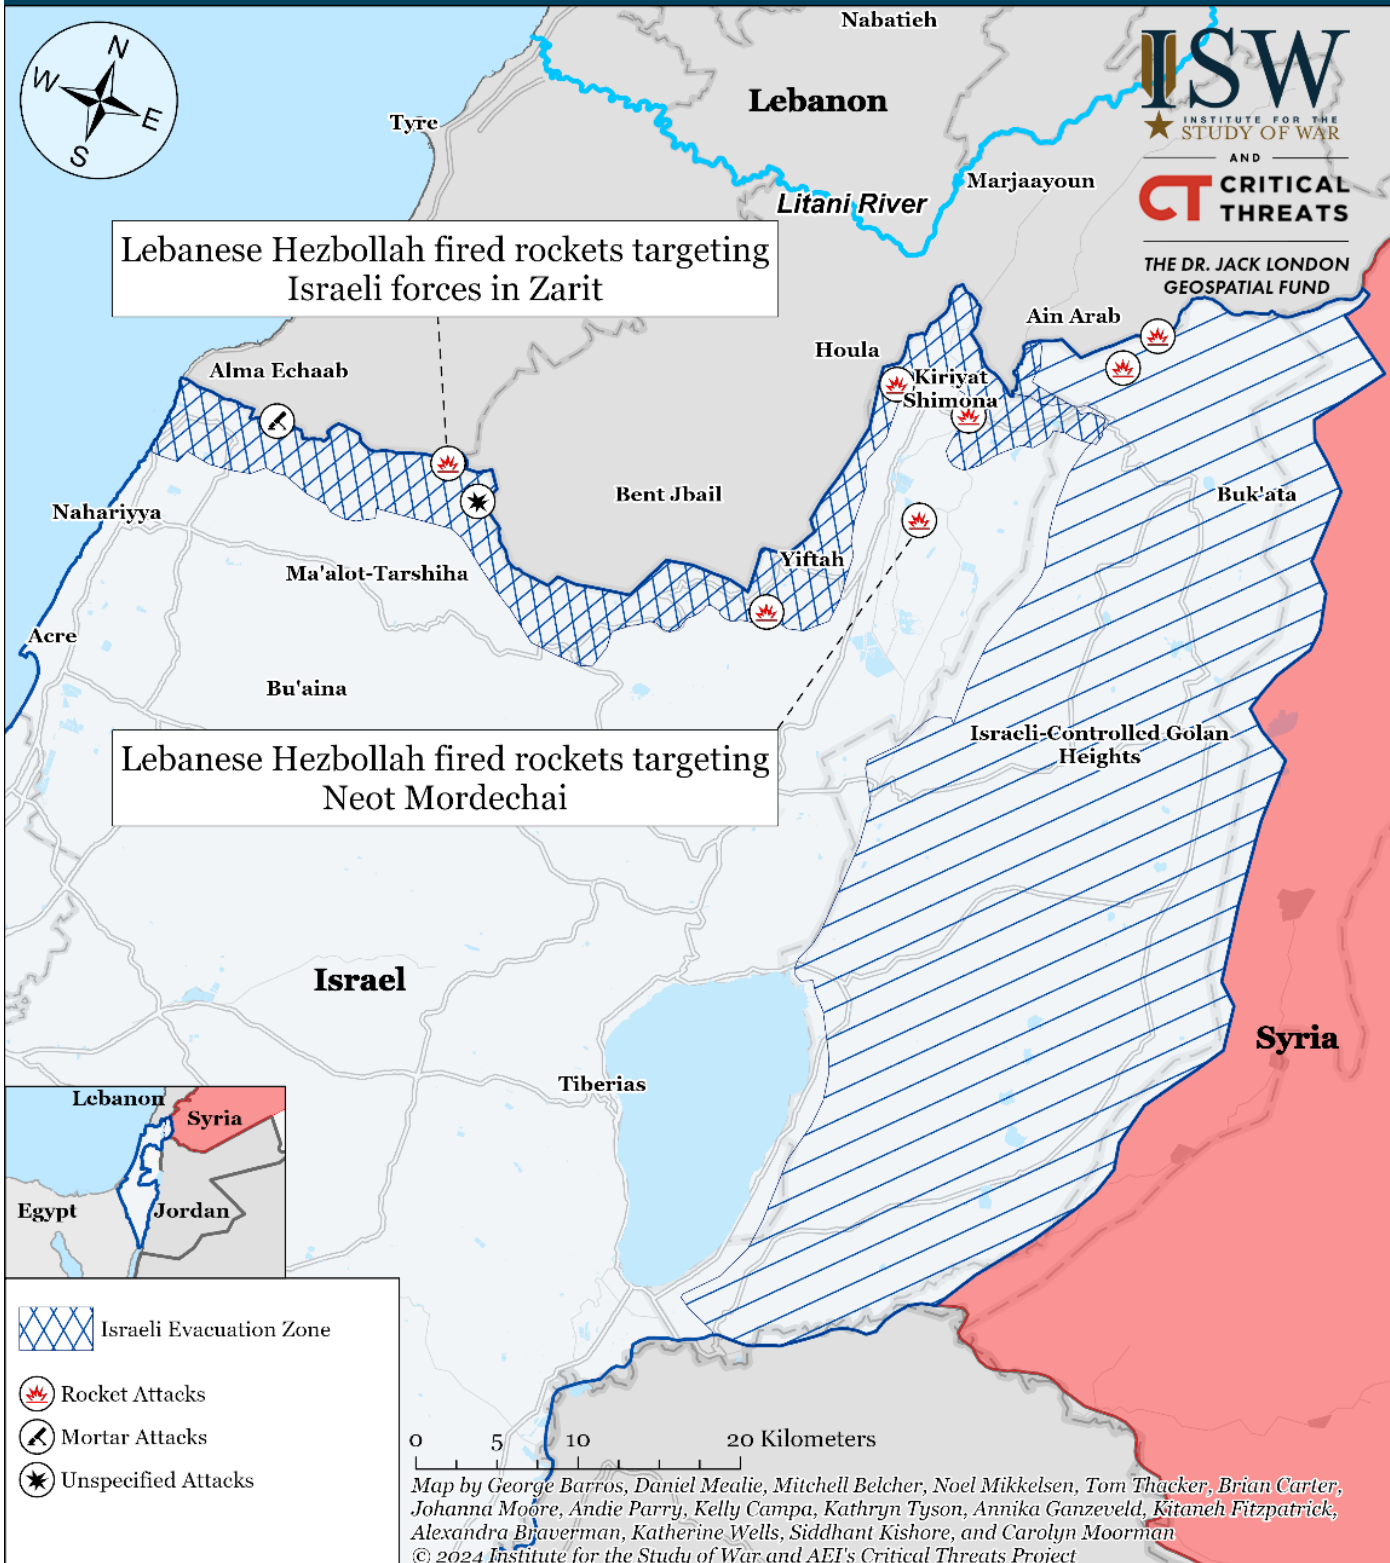 Nabatieh
N
W
E
S
ISW
INSTITUTE FOR THE
STUDY OF WAR
AND
CT CRITICAL
THREATS
THE DR. JACK LONDON
GEOSPATIAL FUND
Lebanon
Tyre
Marjaayoun
Litani River
Lebanese Hezbollah fired rockets targeting
Israeli forces in Zarit
Ain Arab
Houla
Alma Echaab
Kiriyat
Shimona
Bent Jbail
Buk'ata
Nahariyya
Yiftah
Ma'alot-Tarshiha
Acre
Bu'aina
Israeli-Controlled Golan
Heights
Lebanese Hezbollah fired rockets targeting
Neot Mordechai
Israel
Syria
Tiberias
Lebanon
Syria
Egypt
Jordan
Israeli Evacuation Zone
Rocket Attacks
Mortar Attacks
Unspecified Attacks
0 5 10 20 Kilometers
Map by George Barros, Daniel Mealie, Mitchell Belcher, Noel Mikkelsen, Tom Thacker, Brian Carter,
Johanna Moore, Andie Parry, Kelly Campa, Kathryn Tyson, Annika Ganzeveld, Kitaneh Fitzpatrick,
Alexandra Braverman, Katherine Wells, Siddhant Kishore, and Carolyn Moorman
© 2024 Institute for the Study of War and AEI's Critical Threats Project